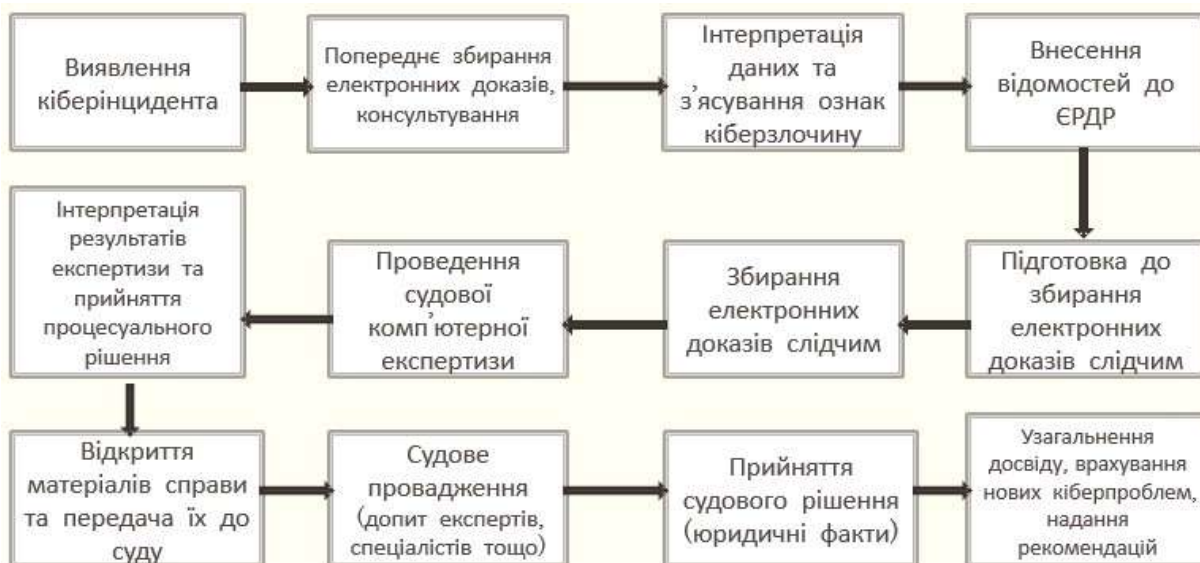 Виявлення
кіберінцидента
Попереднє збирання
електронних доказів,
консультування
Інтерпретація
даних та
з'ясування ознак
кіберзлочину
Внесення
відомостей до
ЄРДР
Підготовка до
збирання
електронних
доказів слідчим
Збирання
електронних
доказів слідчим
Проведення
судової
комп'ютерної
експертизи
Інтерпретація
результатів
експертизи та
прийняття
процесуального
рішення
Відкриття
матеріалів справи
та передача їх до
суду
Судове
провадження
(допит експертів,
спеціалістів тощо)
Прийняття
судового рішення
(юридичні факти)
Узагальнення
досвіду, врахування
нових кіберпроблем,
надання
рекомендацій